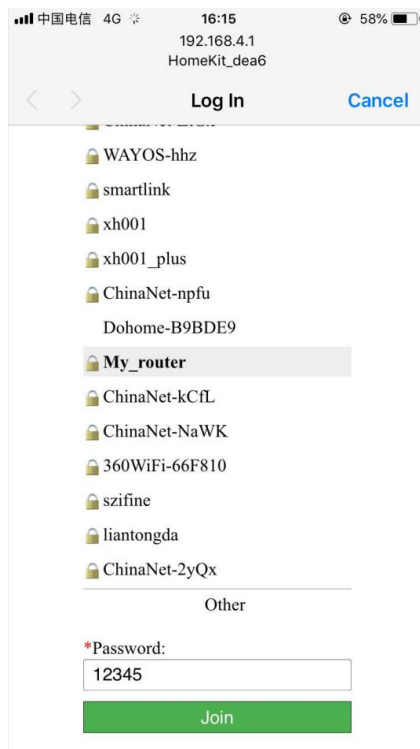 中国电信 4G 16:15 58%
192.168.4.1
HomeKit_dea6
Log In Cancel
WAYOS-hhz
smartlink
xh001
xh001_plus
ChinaNet-npfu
Dohome-B9BDE9
My_router
ChinaNet-kCfL
ChinaNet-NaWK
360WiFi-66F810
szifine
liantongda
ChinaNet-2yQx
Other
*Password:
12345
Join